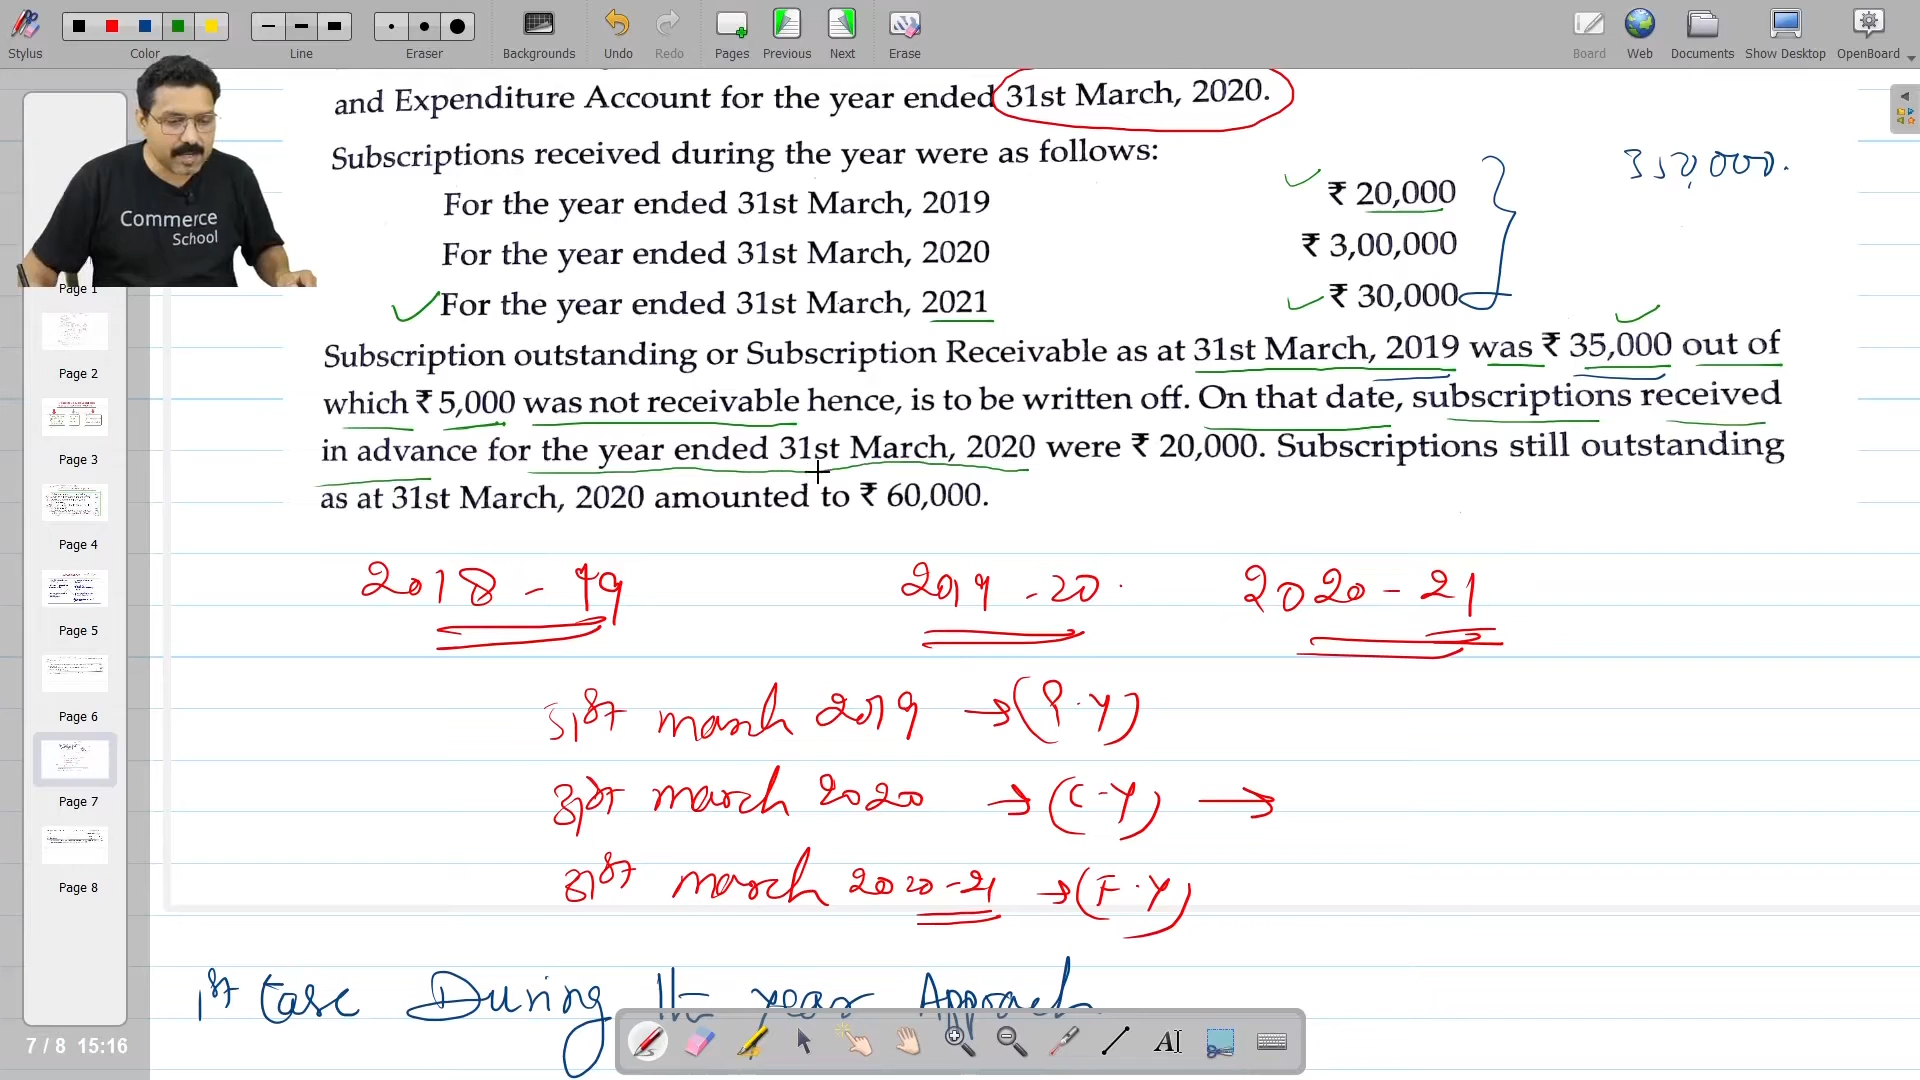 Stylus
Color
Line
Eraser
Backgrounds
Undo
Redo
Pages
Previous
Next
Erase
Board
Web
Documents
Show Desktop
OpenBoard
and Expenditure Account for the year ended 31st March, 2020.
Subscriptions received during the year were as follows:
350,000.
For the year ended 31st March, 2019 ₹ 20,000
For the year ended 31st March, 2020 ₹ 3,00,000
For the year ended 31st March, 2021 ₹ 30,000
Subscription outstanding or Subscription Receivable as at 31st March, 2019 was ₹ 35,000 out of
which ₹ 5,000 was not receivable hence, is to be written off. On that date, subscriptions received
in advance for the year ended 31st March, 2020 were ₹ 20,000. Subscriptions still outstanding
as at 31st March, 2020 amounted to ₹ 60,000.
2018 - 19 2019 - 20 2020 - 21
31st march 2019 → (P.Y)
31st march 2020 → (C-Y) →
31st march 2020-21 → (F.Y)
1st Case During the year Approach
Commerce
School
Page 1
Page 2
Page 3
Page 4
Page 5
Page 6
Page 7
Page 8
7 / 8 15:16
AI